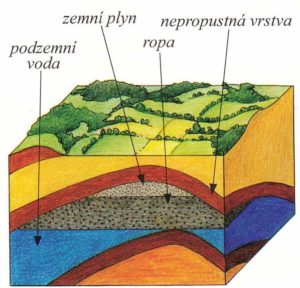 zemní plyn
nepropustná vrstva
ropa
podzemní
voda